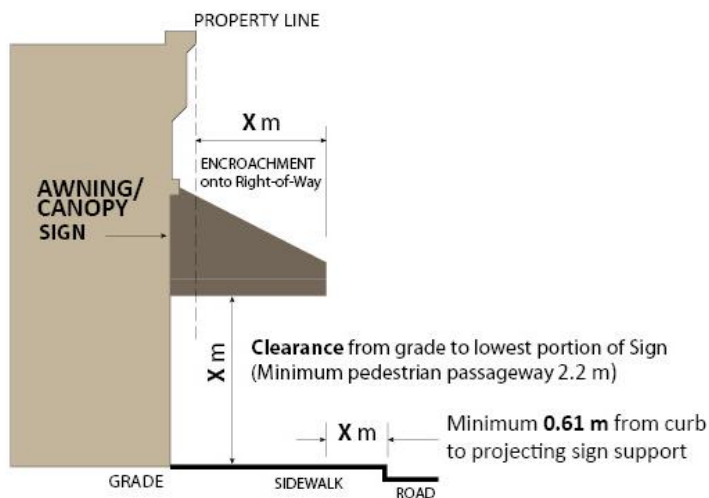 PROPERTY LINE
X m
ENCROACHMENT
onto Right-of-Way
AWNING/
CANOPY
SIGN
X m
Clearance from grade to lowest portion of Sign
(Minimum pedestrian passageway 2.2 m)
X m
Minimum 0.61 m from curb
to projecting sign support
GRADE
SIDEWALK
ROAD